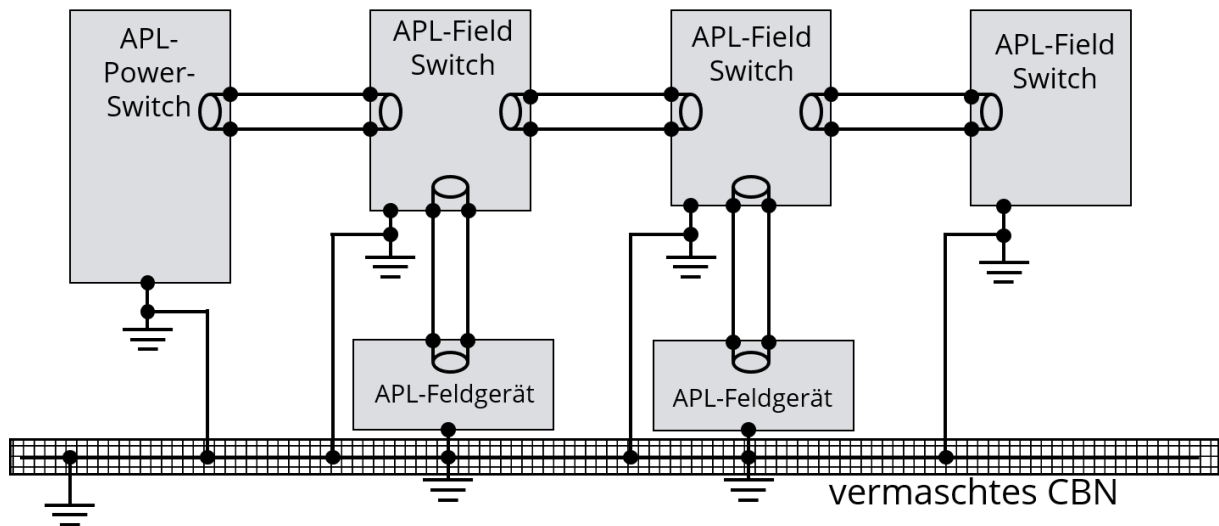 APL-
Power-
Switch
APL-Field
Switch
APL-Field
Switch
APL-Field
Switch
APL-Feldgerät
APL-Feldgerät
vermaschtes CBN